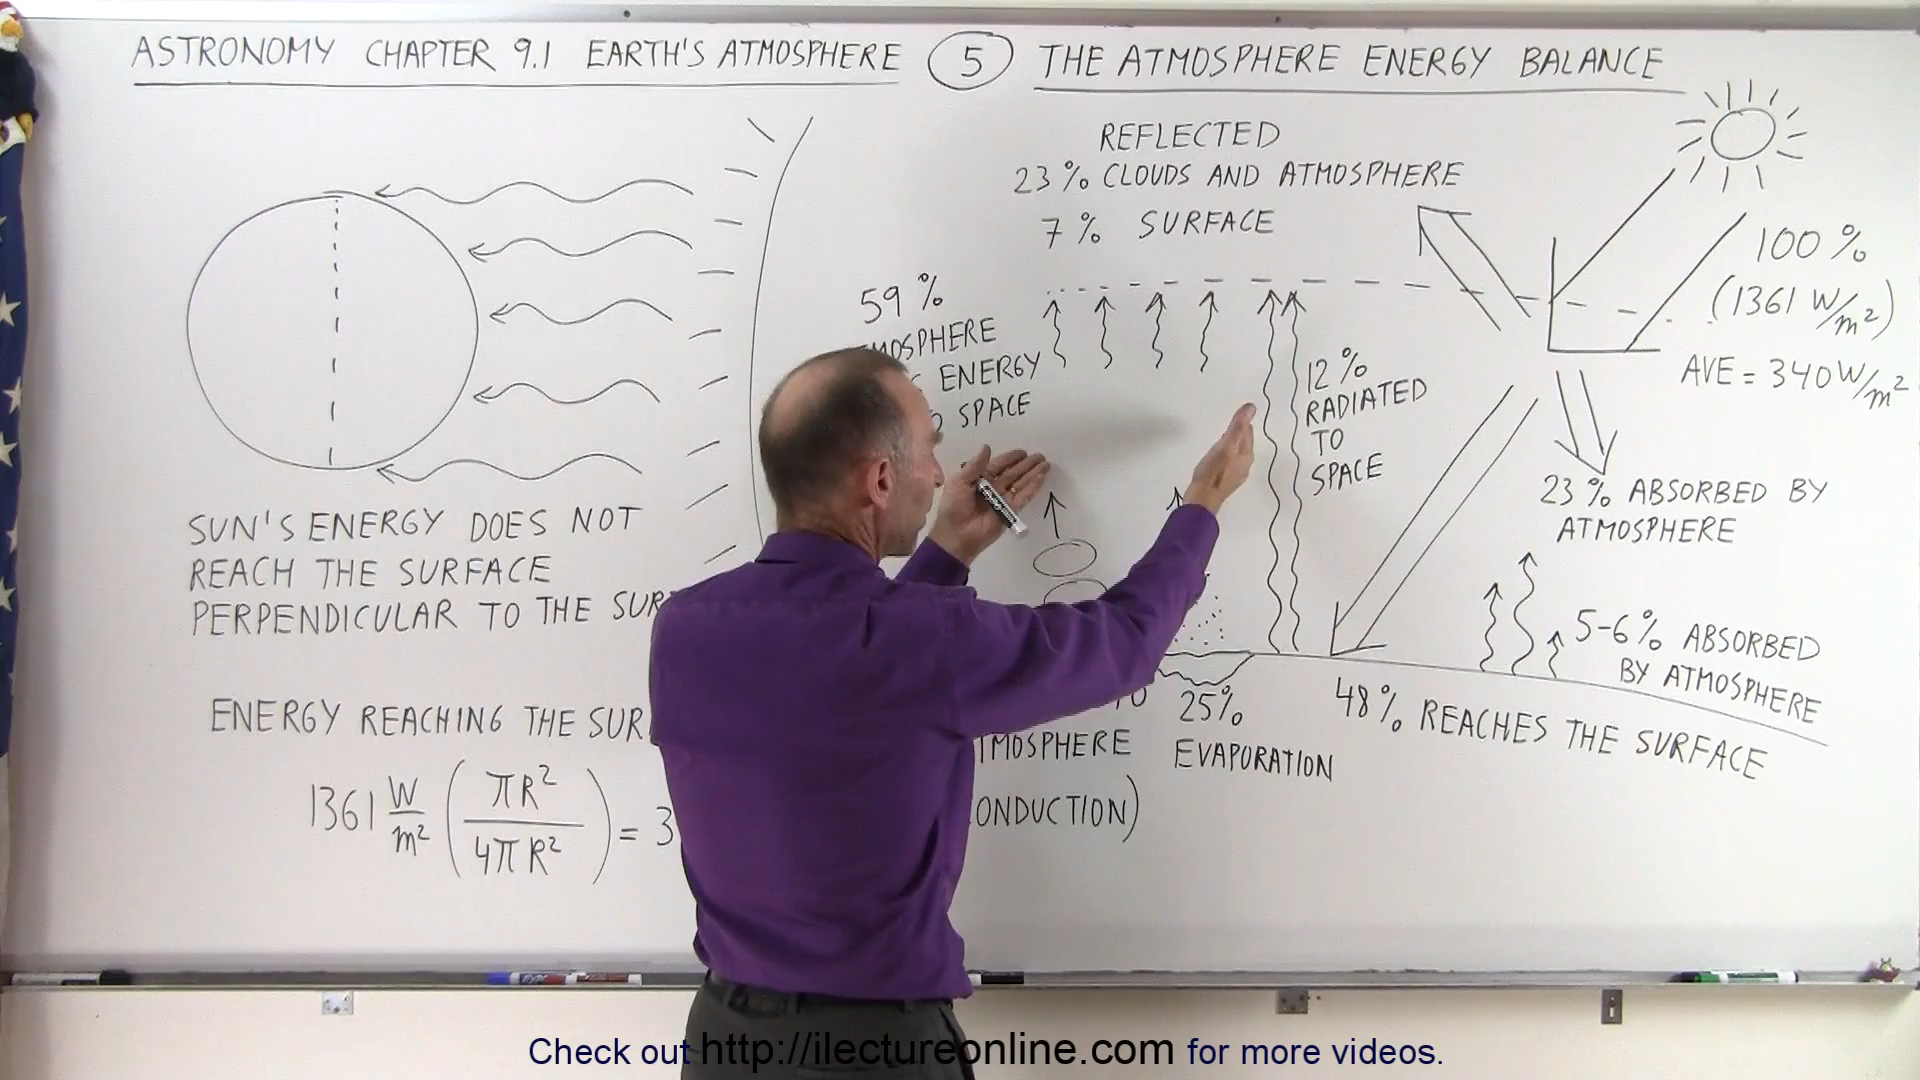 ASTRONOMY CHAPTER 9.1 EARTH'S ATMOSPHERE 5 THE ATMOSPHERE ENERGY BALANCE
REFLECTED
23% CLOUDS AND ATMOSPHERE
7% SURFACE
100%
(1361 W/m²)
AVE = 340 W/m²
59%
ENERGY
SPACE
12%
RADIATED
TO
SPACE
23% ABSORBED BY
ATMOSPHERE
5-6% ABSORBED
BY ATMOSPHERE
48% REACHES THE SURFACE
25%
EVAPORATION
SUN'S ENERGY DOES NOT
REACH THE SURFACE
PERPENDICULAR TO THE
ENERGY REACHING THE
1361 W/m² (πR²/4πR²) =
Check out http://ilectureonline.com for more videos.